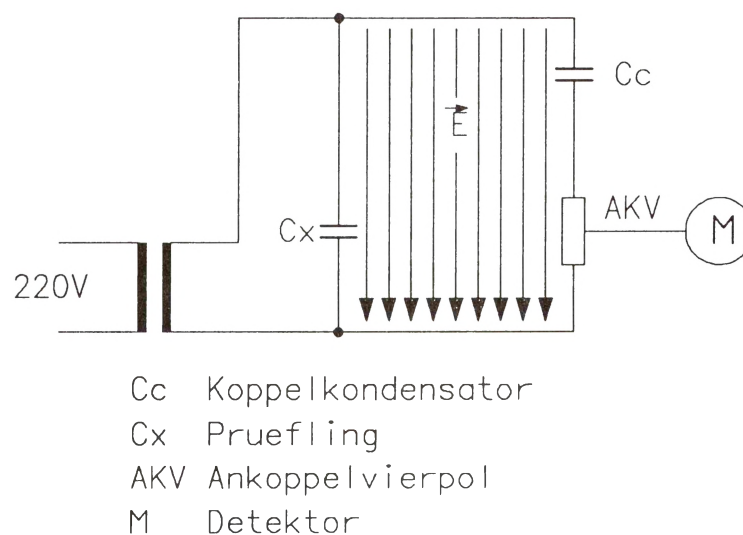 Cc
E
AKV
Cx
M
220V
Cc Koppelkondensator
Cx Pruefling
AKV Ankoppelvierpol
M Detektor